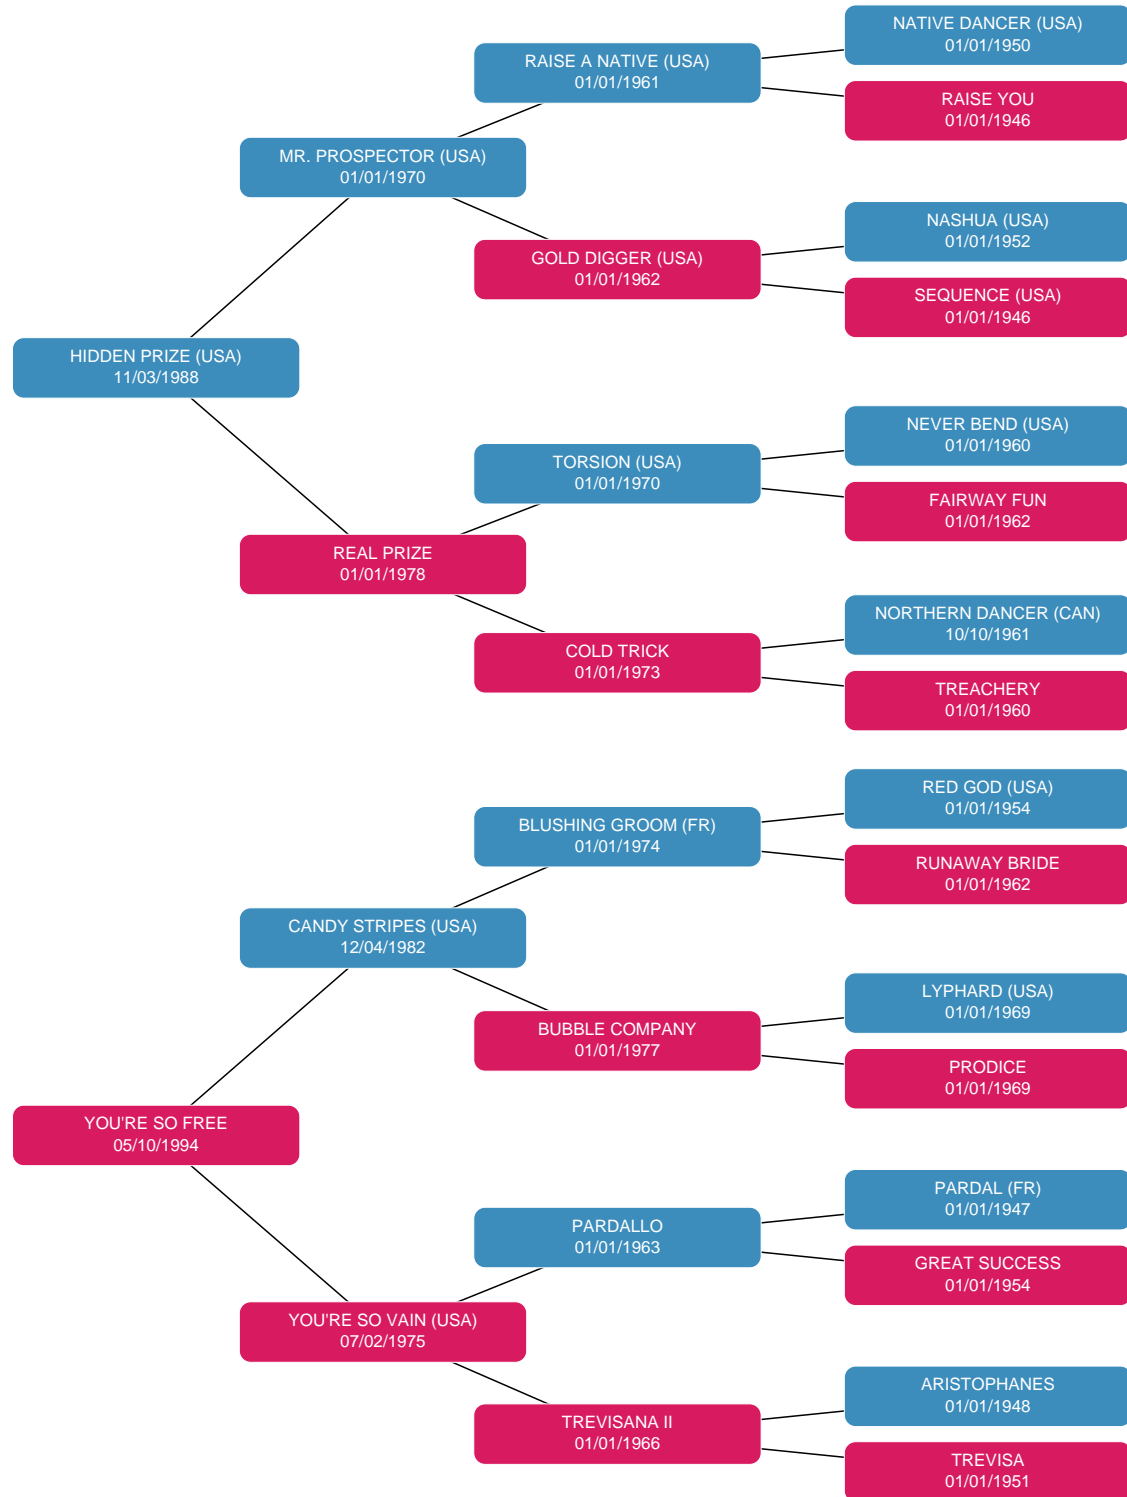 NATIVE DANCER (USA)
01/01/1950
RAISE A NATIVE (USA)
01/01/1961
RAISE YOU
01/01/1946
MR. PROSPECTOR (USA)
01/01/1970
NASHUA (USA)
01/01/1952
GOLD DIGGER (USA)
01/01/1962
SEQUENCE (USA)
01/01/1946
HIDDEN PRIZE (USA)
11/03/1988
NEVER BEND (USA)
01/01/1960
TORSION (USA)
01/01/1970
FAIRWAY FUN
01/01/1962
REAL PRIZE
01/01/1978
NORTHERN DANCER (CAN)
10/10/1961
COLD TRICK
01/01/1973
TREACHERY
01/01/1960
RED GOD (USA)
01/01/1954
BLUSHING GROOM (FR)
01/01/1974
RUNAWAY BRIDE
01/01/1962
CANDY STRIPES (USA)
12/04/1982
LYPHARD (USA)
01/01/1969
BUBBLE COMPANY
01/01/1977
PRODICE
01/01/1969
YOU'RE SO FREE
05/10/1994
PARDAL (FR)
01/01/1947
PARDALLO
01/01/1963
GREAT SUCCESS
01/01/1954
YOU'RE SO VAIN (USA)
07/02/1975
ARISTOPHANES
01/01/1948
TREVISANA II
01/01/1966
TREVISA
01/01/1951